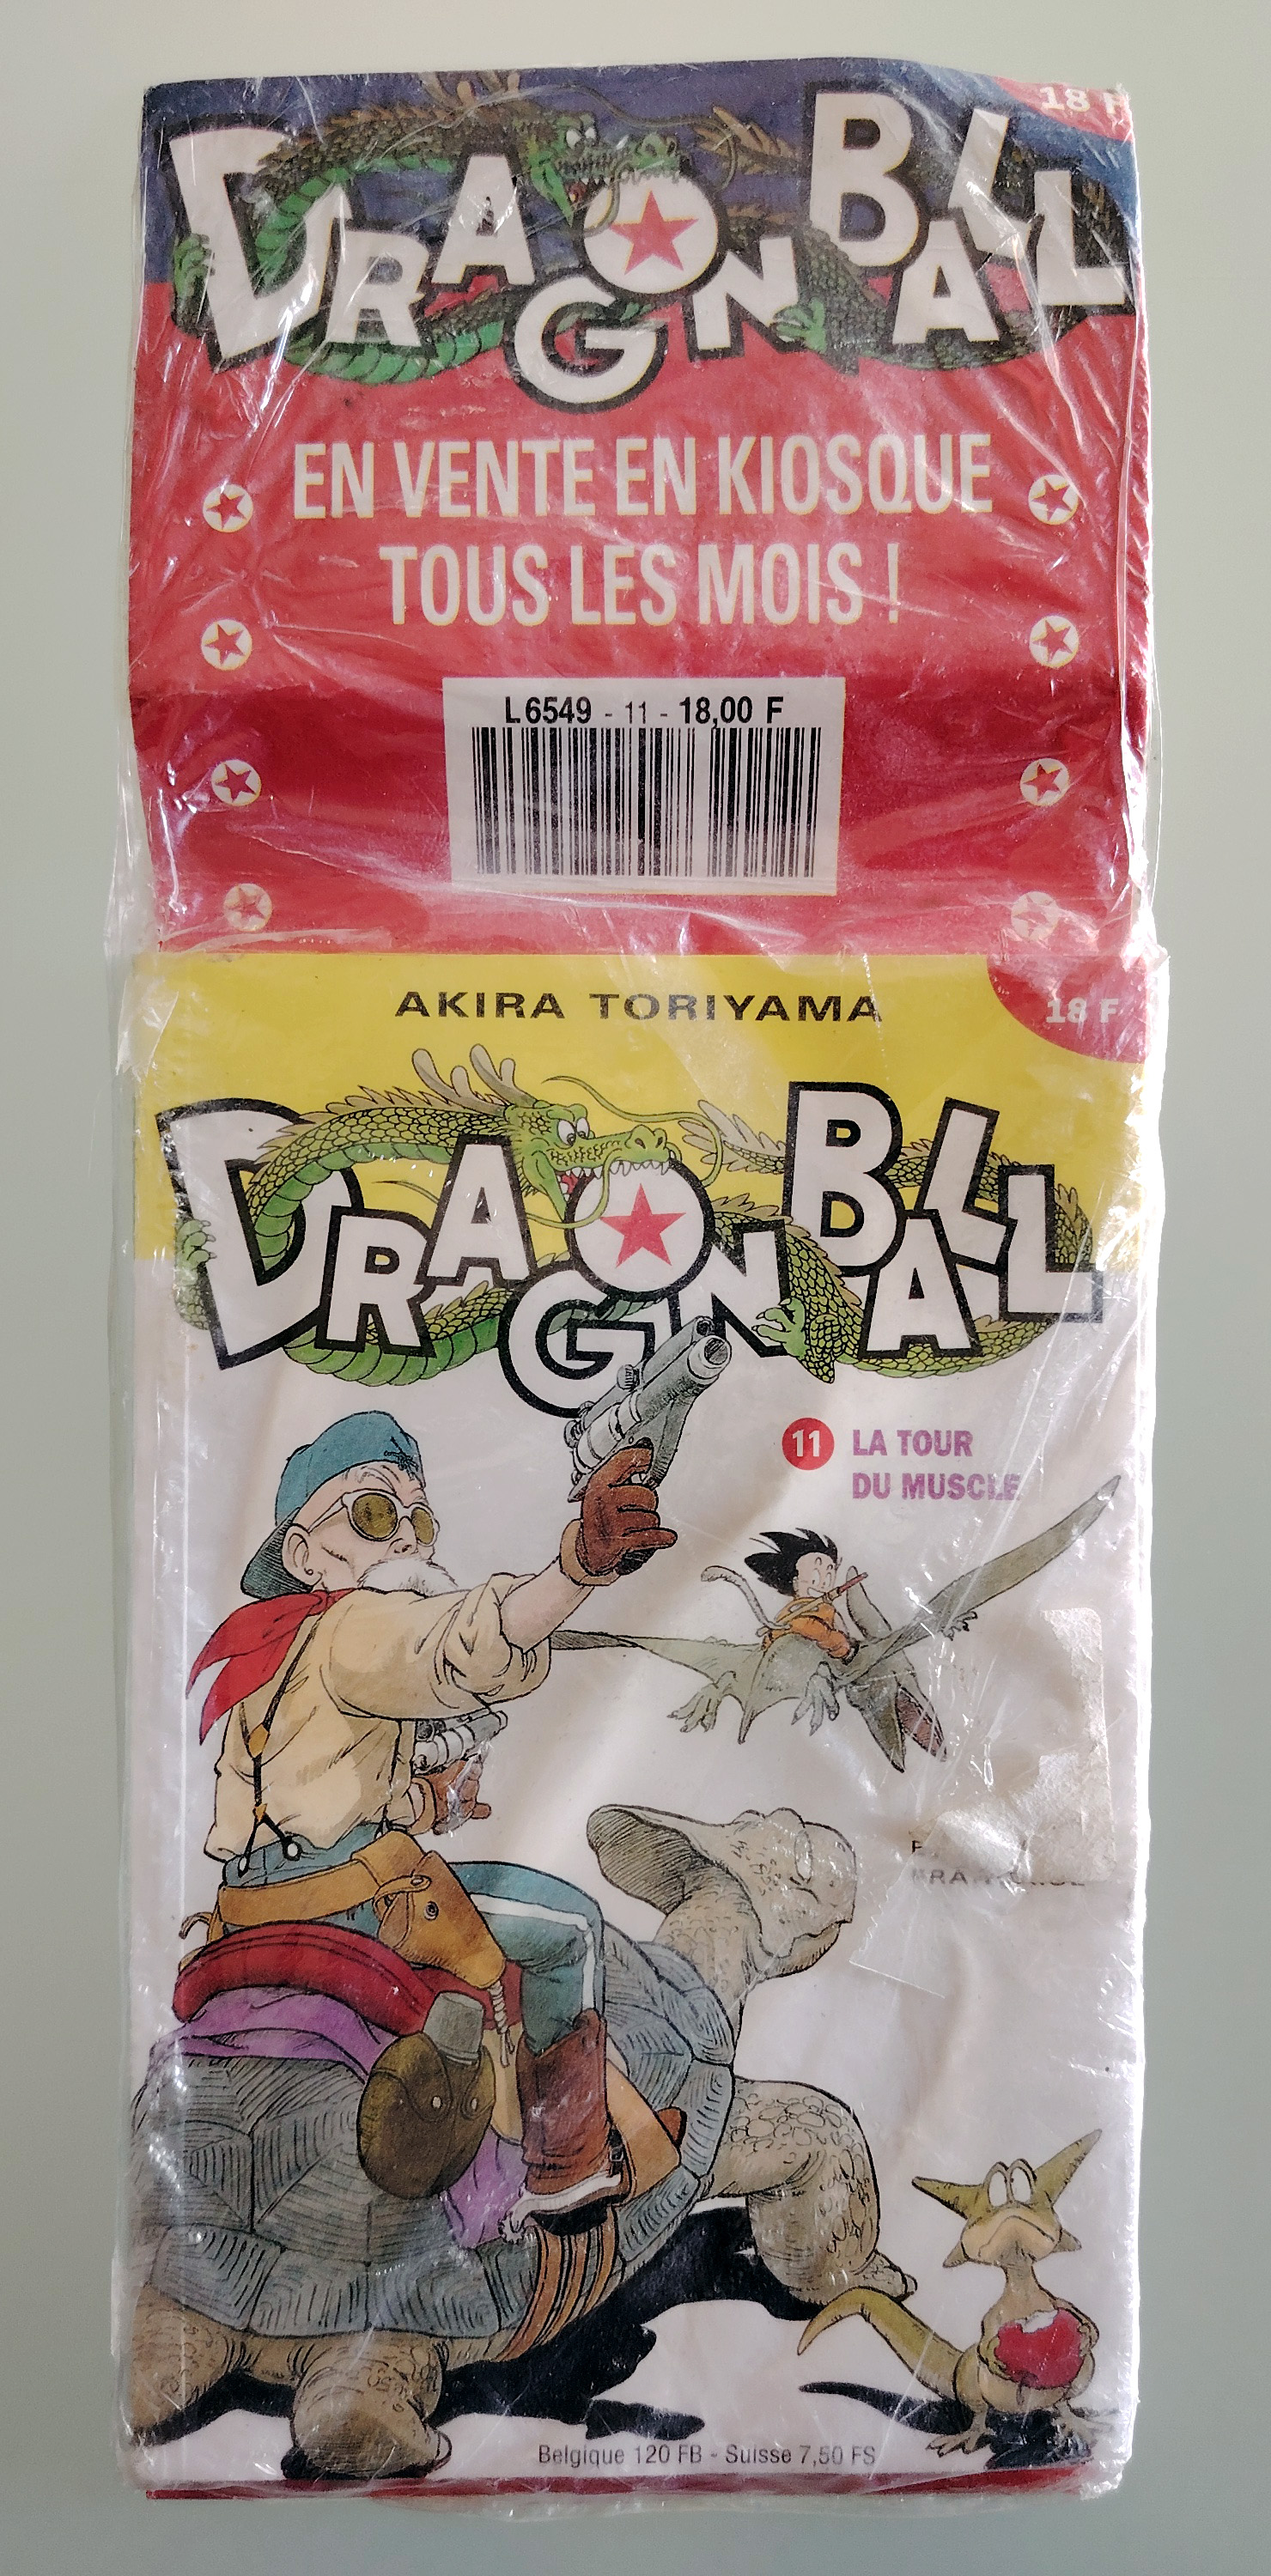 DRAGON BALL
18 F
EN VENTE EN KIOSQUE
TOUS LES MOIS !
L 6549 - 11 - 18,00 F
AKIRA TORIYAMA
18 F
DRAGON BALL
11 LA TOUR
DU MUSCLE
Belgique 120 FB - Suisse 7,50 FS